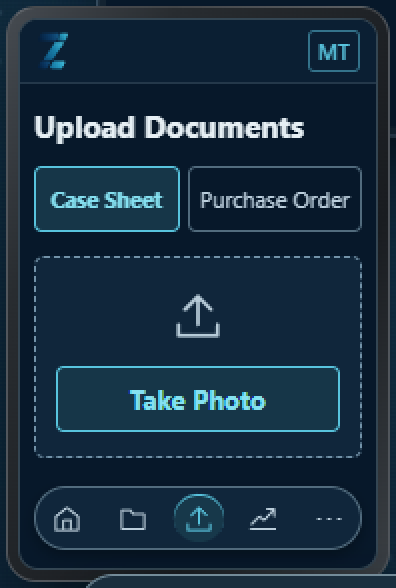 Z
MT
Upload Documents
Case Sheet
Purchase Order
Take Photo